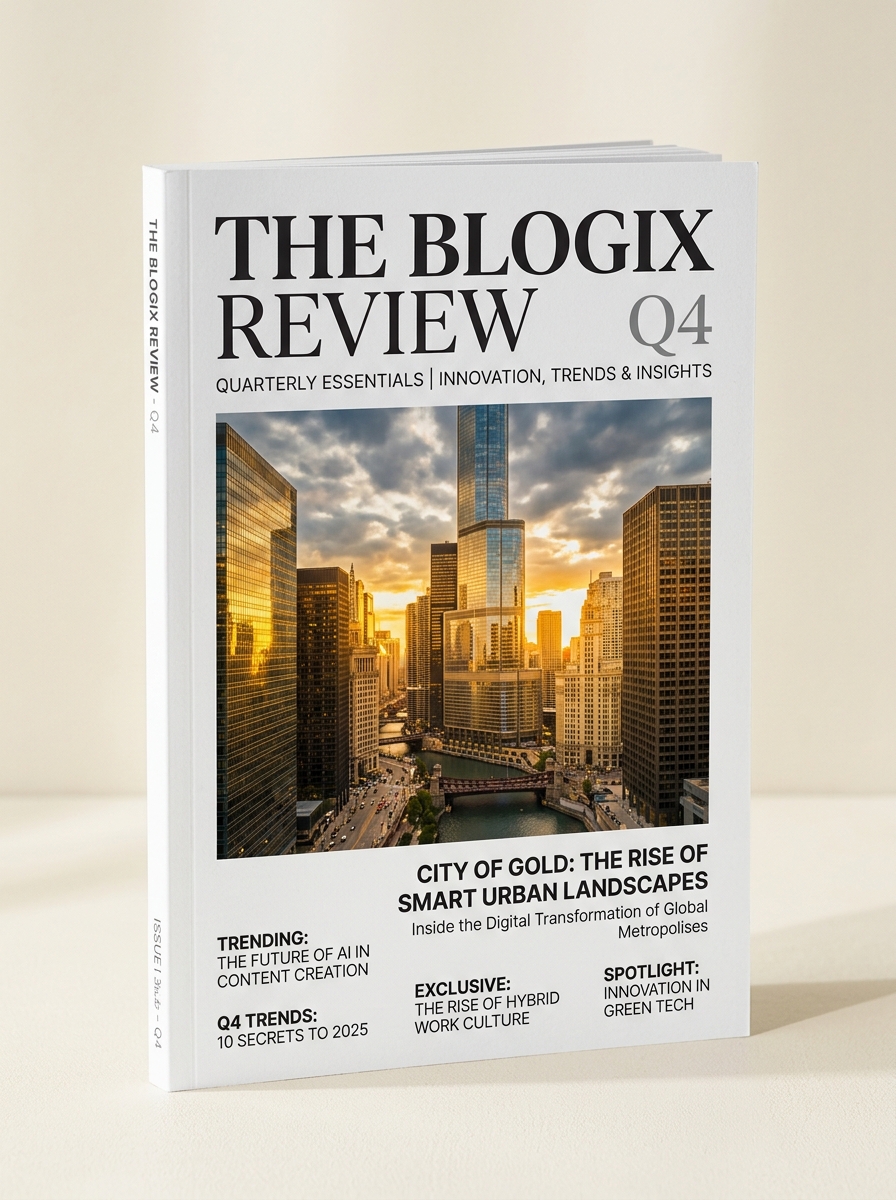 THE BLOGIX
REVIEW Q4
QUARTERLY ESSENTIALS | INNOVATION, TRENDS & INSIGHTS
CITY OF GOLD: THE RISE OF
SMART URBAN LANDSCAPES
Inside the Digital Transformation of Global
Metropolises
TRENDING:
THE FUTURE OF AI IN
CONTENT CREATION
Q4 TRENDS:
10 SECRETS TO 2025
EXCLUSIVE:
THE RISE OF HYBRID
WORK CULTURE
SPOTLIGHT:
INNOVATION IN
GREEN TECH
THE BLOGIX REVIEW - Q4
ISSUE - Q4